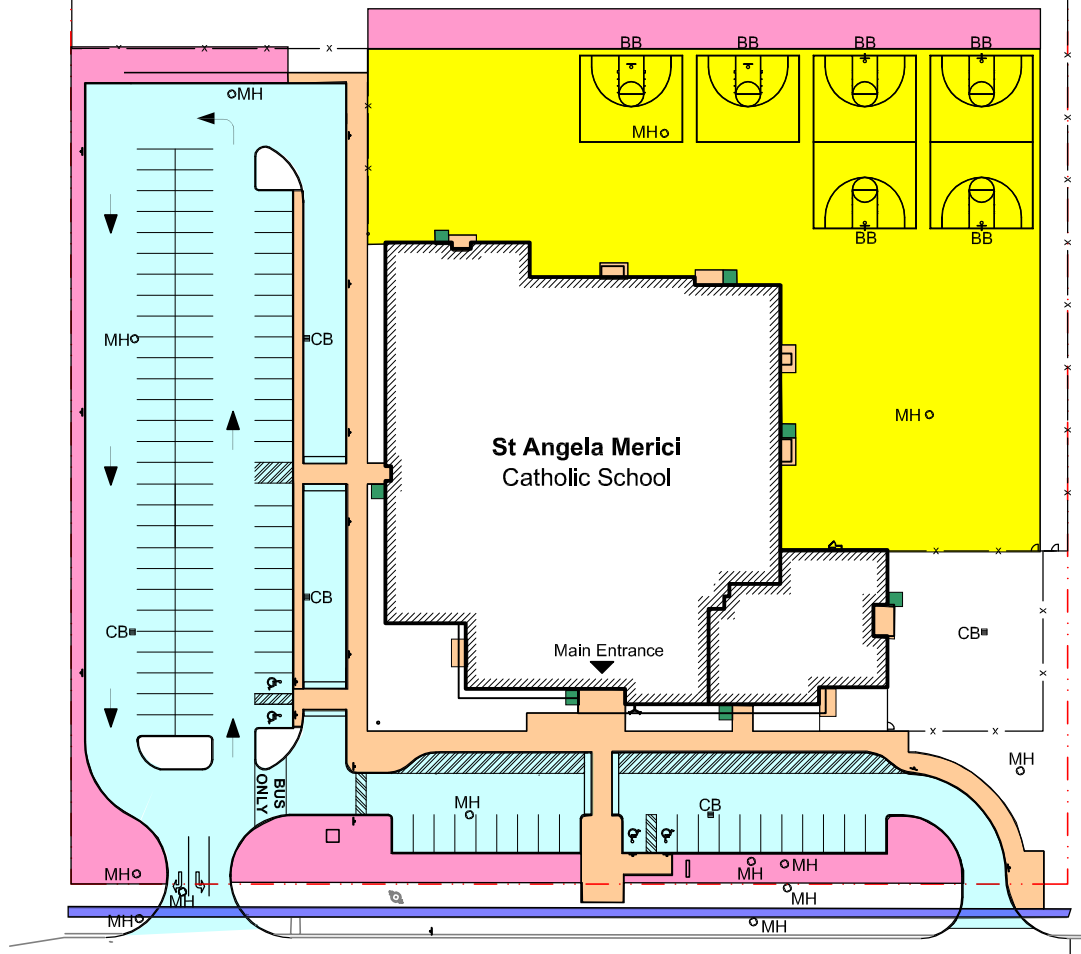 BB
BB
BB
BB
MH
MH
BB
BB
MH
CB
MH
St Angela Merici
Catholic School
CB
CB
CB
Main Entrance
MH
BUS
ONLY
MH
CB
MH
MH
MH
MH
MH
MH
MH